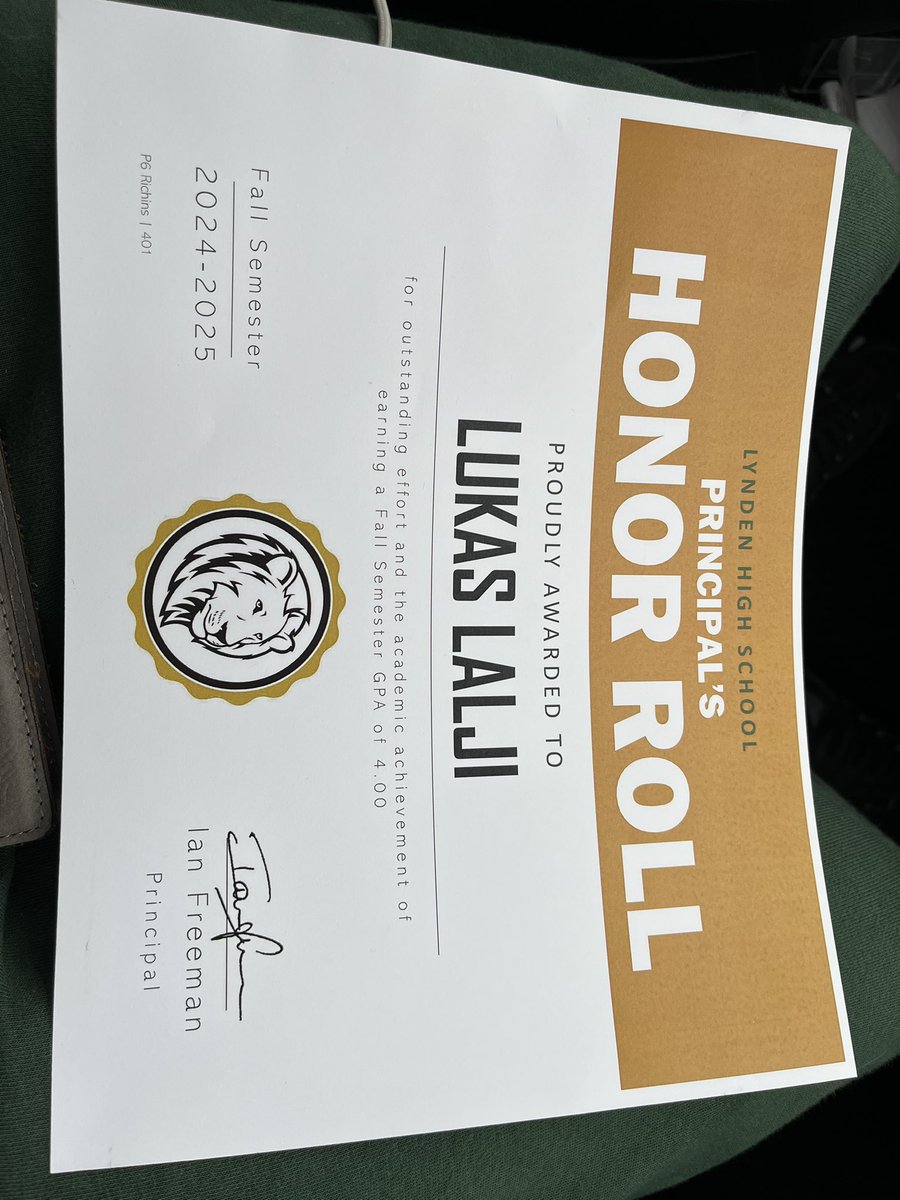 LYNDEN HIGH SCHOOL
PRINCIPAL'S
HONOR ROLL
PROUDLY AWARDED TO
LUKAS LALJI
for outstanding effort and the academic achievement of
earning a Fall Semester GPA of 4.00
Fall Semester
2024-2025
P6 Richins | 401
Ian Freeman
Principal